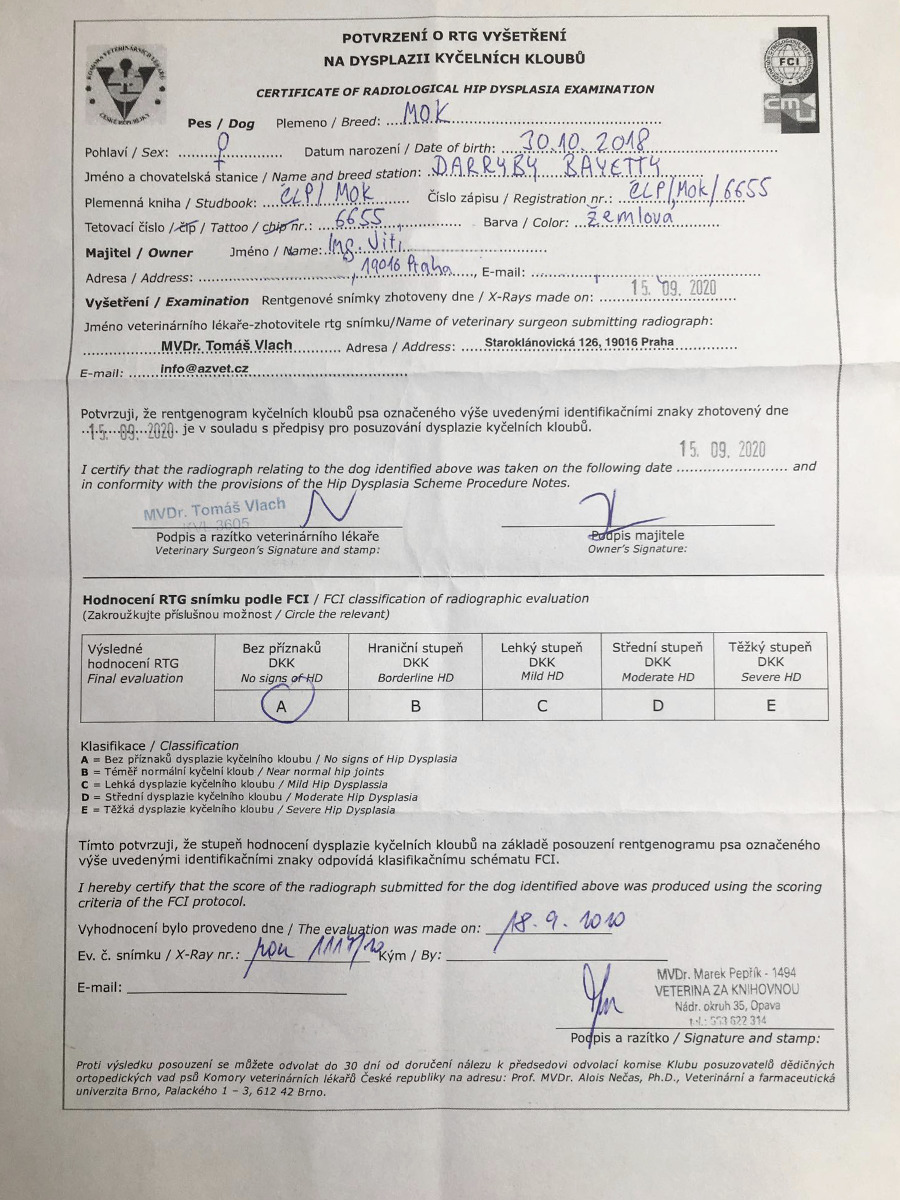 KOMORA VETERINÁRNÍCH LÉKAŘŮ
ČESKÉ REPUBLIKY
FCI
POTVRZENÍ O RTG VYŠETŘENÍ
NA DYSPLAZII KYČELNÍCH KLOUBŮ
CERTIFICATE OF RADIOLOGICAL HIP DYSPLASIA EXAMINATION
Pes / Dog Plemeno / Breed: MOK
Pohlaví / Sex: ♀ Datum narození / Date of birth: 30.10.2018
Jméno a chovatelská stanice / Name and breed station: DARRYBY BAYETTY
Plemenná kniha / Studbook: ČLP/MOK Číslo zápisu / Registration nr.: ČLP/Mok/6655
Tetovací číslo / čip / Tattoo / chip nr.: 6655 Barva / Color: žemlová
Majitel / Owner Jméno / Name: Ing. Viti
Adresa / Address: 19016 Praha, E-mail:
Vyšetření / Examination Rentgenové snímky zhotoveny dne / X-Rays made on: 15. 09. 2020
Jméno veterinárního lékaře-zhotovitele rtg snímku/Name of veterinary surgeon submitting radiograph:
MVDr. Tomáš Vlach Adresa / Address: Staroklánovická 126, 19016 Praha
E-mail: info@azvet.cz
Potvrzuji, že rentgenogram kyčelních kloubů psa označeného výše uvedenými identifikačními znaky zhotovený dne
15. 09. 2020 je v souladu s předpisy pro posuzování dysplazie kyčelních kloubů.
I certify that the radiograph relating to the dog identified above was taken on the following date 15. 09. 2020 and
in conformity with the provisions of the Hip Dysplasia Scheme Procedure Notes.
MVDr. Tomáš Vlach
KVL 3605
Podpis a razítko veterinárního lékaře
Veterinary Surgeon's Signature and stamp:
Podpis majitele
Owner's Signature:
Hodnocení RTG snímku podle FCI / FCI classification of radiographic evaluation
(Zakroužkujte příslušnou možnost / Circle the relevant)
Výsledné hodnocení RTG Final evaluation
Bez příznaků DKK No signs of HD
Hraniční stupeň DKK Borderline HD
Lehký stupeň DKK Mild HD
Střední stupeň DKK Moderate HD
Těžký stupeň DKK Severe HD
A B C D E
Klasifikace / Classification
A = Bez příznaků dysplazie kyčelního kloubu / No signs of Hip Dysplasia
B = Téměř normální kyčelní kloub / Near normal hip joints
C = Lehká dysplazie kyčelního kloubu / Mild Hip Dysplassia
D = Střední dysplazie kyčelního kloubu / Moderate Hip Dysplasia
E = Těžká dysplazie kyčelního kloubu / Severe Hip Dysplasia
Tímto potvrzuji, že stupeň hodnocení dysplazie kyčelních kloubů na základě posouzení rentgenogramu psa označeného
výše uvedenými identifikačními znaky odpovídá klasifikačnímu schématu FCI.
I hereby certify that the score of the radiograph submitted for the dog identified above was produced using the scoring
criteria of the FCI protocol.
Vyhodnocení bylo provedeno dne / The evaluation was made on: 18. 9. 2020
Ev. č. snímku / X-Ray nr.: Kým / By:
E-mail:
MVDr. Marek Pepřík - 1494
VETERINA ZA KNIHOVNOU
Nádr. okruh 35, Opava
tel.: 553 622 314
Podpis a razítko / Signature and stamp:
Proti výsledku posouzení se můžete odvolat do 30 dní od doručení nálezu k předsedovi odvolací komise Klubu posuzovatelů dědičných
ortopedických vad psů Komory veterinárních lékařů České republiky na adresu: Prof. MVDr. Alois Nečas, Ph.D., Veterinární a farmaceutická
univerzita Brno, Palackého 1 – 3, 612 42 Brno.